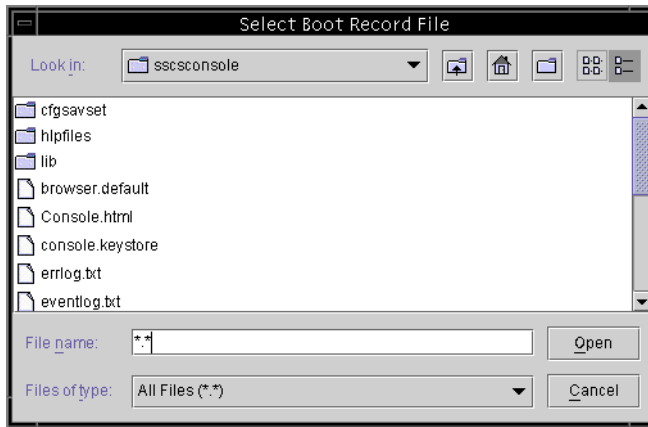 Select Boot Record File
Look in: sscsconsole
cfgsavset
hlpfiles
lib
browser.default
Console.html
console.keystore
errlog.txt
eventlog.txt
File name: *.* Open
Files of type: All Files (*.*) Cancel